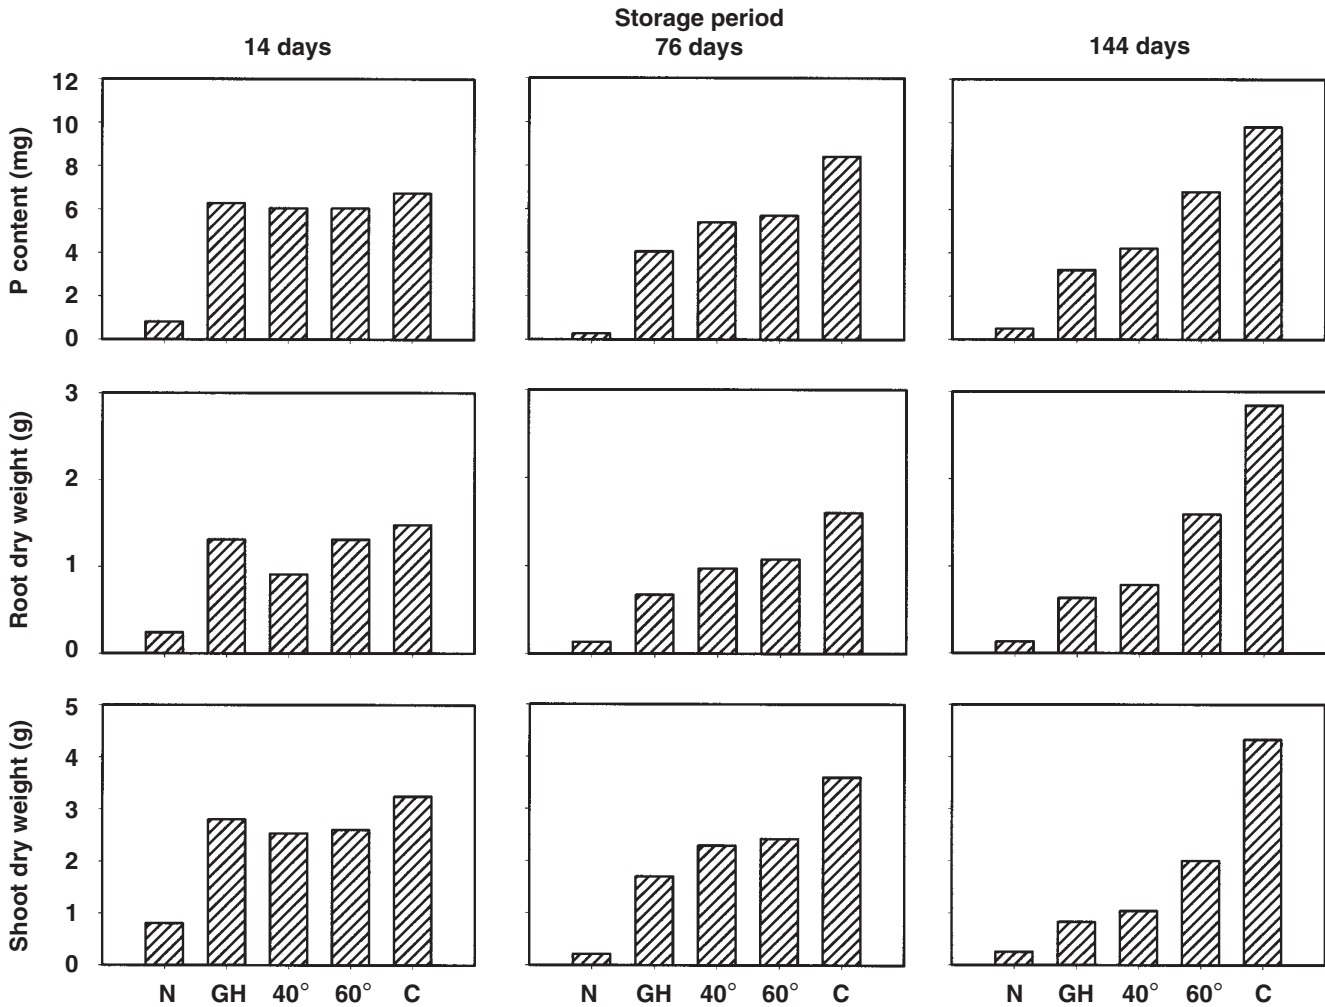 Storage period
14 days 76 days 144 days
P content (mg)
12
10
8
6
4
2
0
Root dry weight (g)
3
2
1
0
Shoot dry weight (g)
5
4
3
2
1
0
N GH 40° 60° C N GH 40° 60° C N GH 40° 60° C